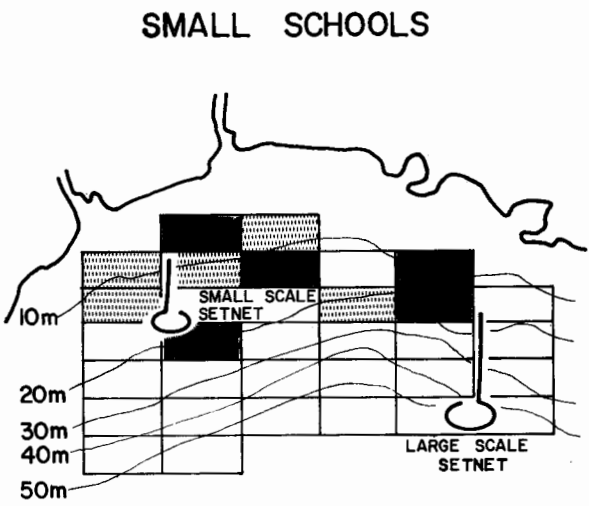 SMALL SCHOOLS
SMALL SCALE
SETNET
10m
20m
30m
40m
50m
LARGE SCALE
SETNET